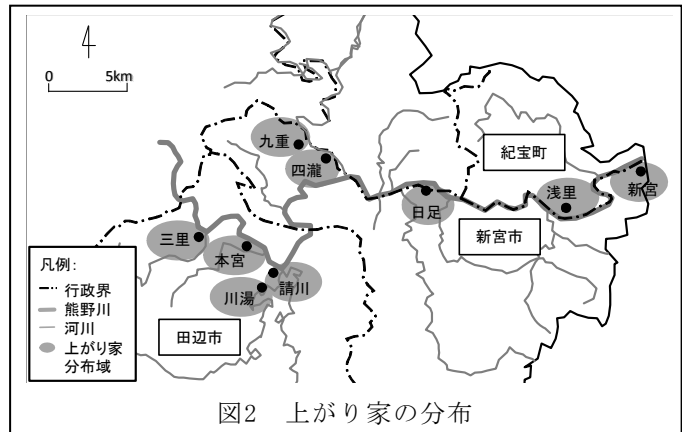 4
0 5km
九重
四瀧
紀宝町
浅里
新宮
日足
新宮市
三里
本宮
請川
川湯
田辺市
凡例:
行政界
熊野川
河川
上がり家
分布域
図2 上がり家の分布